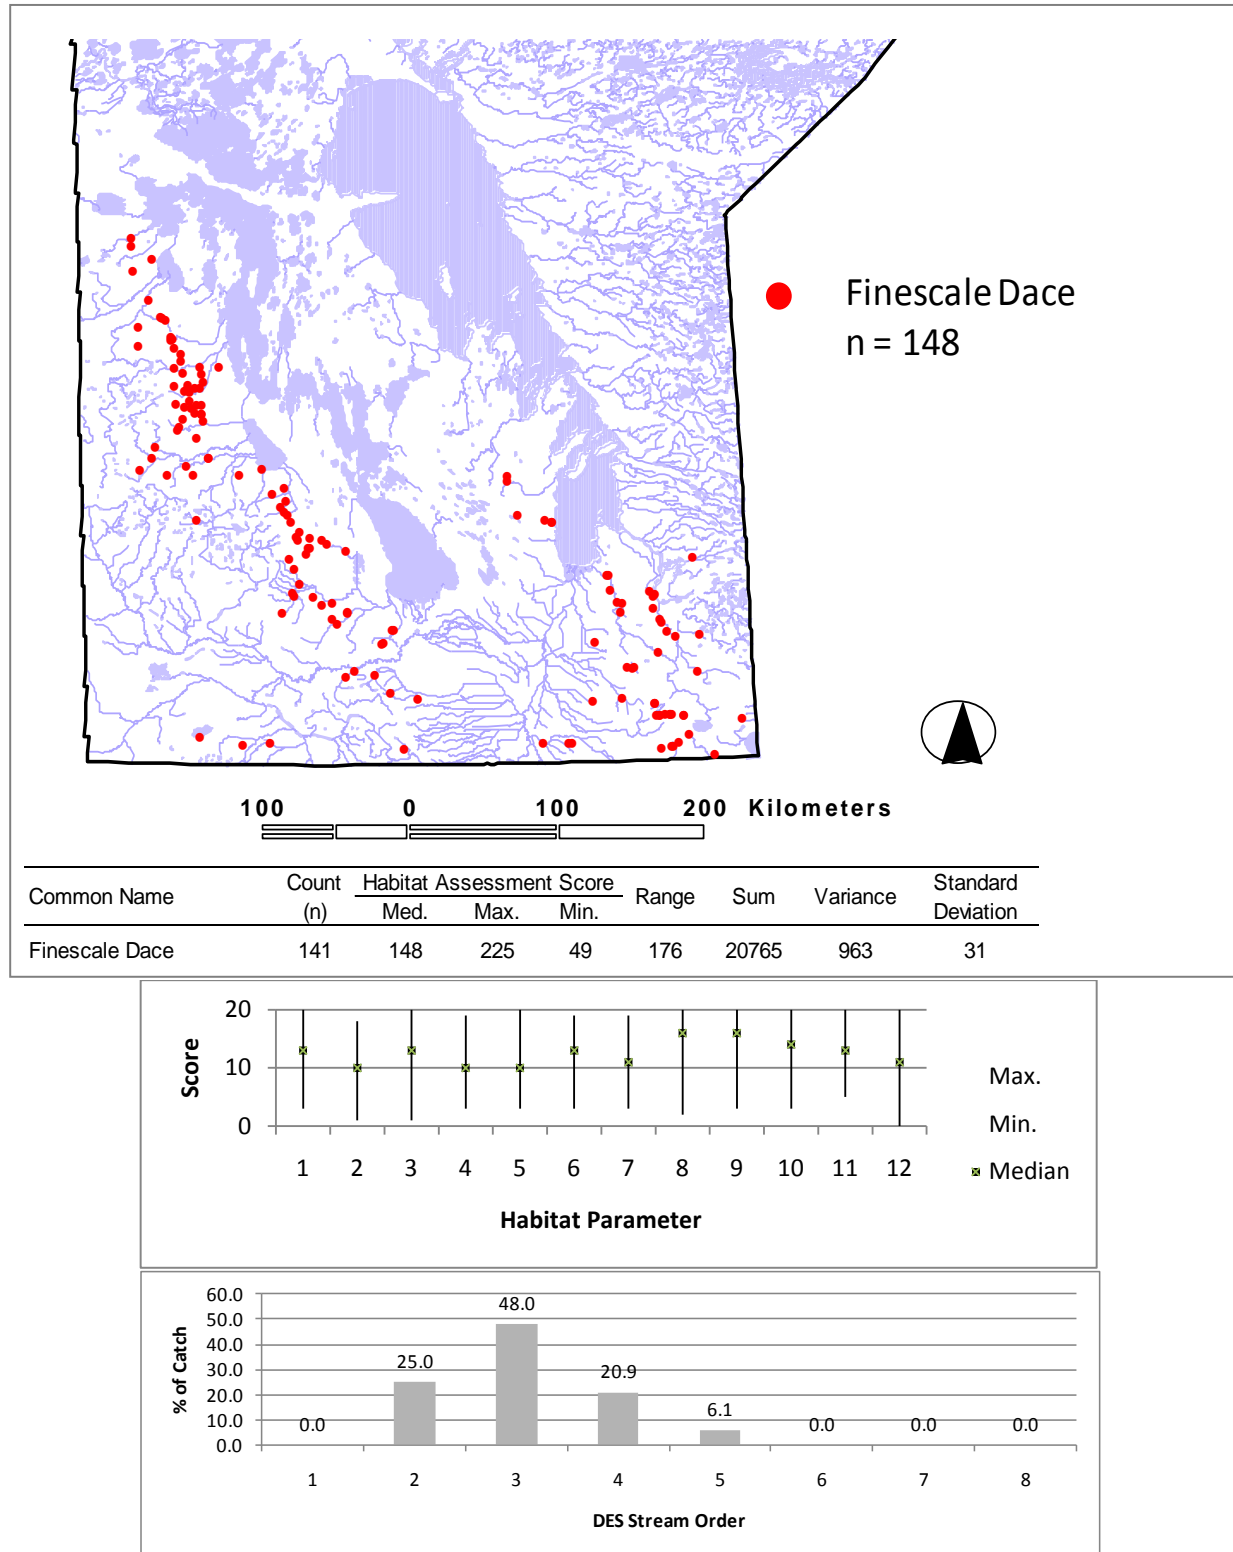 Finescale Dace
n = 148
100 0 100 200 Kilometers
Common Name Count (n) Habitat Assessment Score Med. Max. Min. Range Sum Variance Standard Deviation
Finescale Dace 141 148 225 49 176 20765 963 31
20
10
0
Score
1 2 3 4 5 6 7 8 9 10 11 12
Habitat Parameter
Max.
Min.
Median
60.0
50.0
40.0
30.0
20.0
10.0
0.0
% of Catch
0.0 25.0 48.0 20.9 6.1 0.0 0.0 0.0
1 2 3 4 5 6 7 8
DES Stream Order